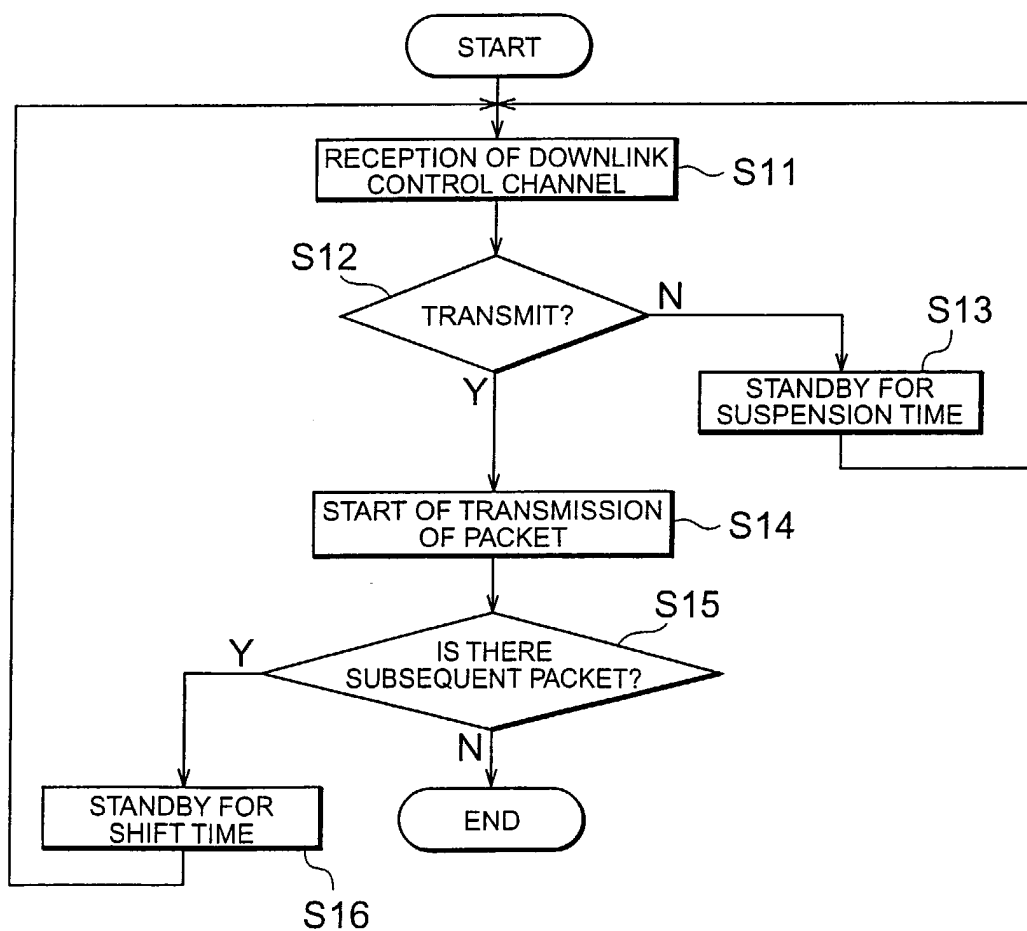 START
RECEPTION OF DOWNLINK
CONTROL CHANNEL
S11
S12
TRANSMIT?
N
S13
STANDBY FOR
SUSPENSION TIME
Y
START OF TRANSMISSION
OF PACKET
S14
S15
Y
IS THERE
SUBSEQUENT PACKET?
N
STANDBY FOR
SHIFT TIME
END
S16